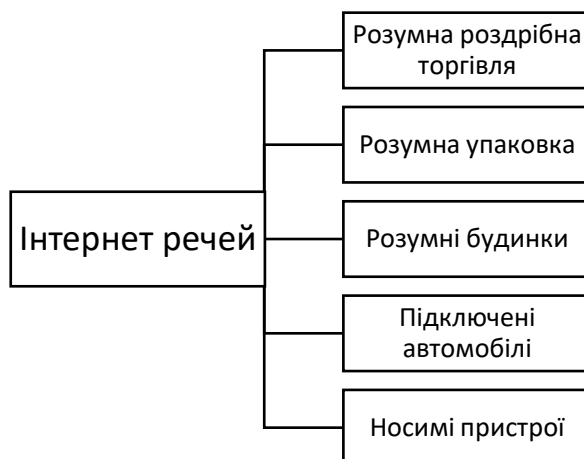 Розумна роздрібна
торгівля
Розумна упаковка
Інтернет речей
Розумні будинки
Підключені
автомобілі
Носимі пристрої